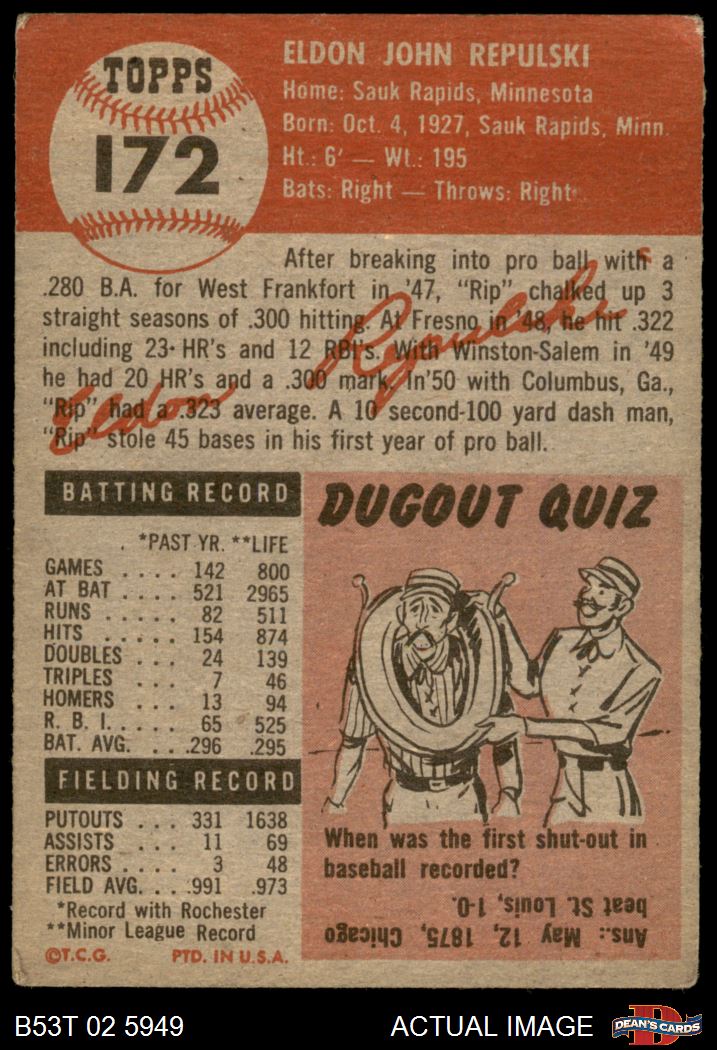 TOPPS
172
ELDON JOHN REPULSKI
Home: Sauk Rapids, Minnesota
Born: Oct. 4, 1927, Sauk Rapids, Minn.
Ht.: 6' — Wt.: 195
Bats: Right — Throws: Right
After breaking into pro ball with a
.280 B.A. for West Frankfort in '47, "Rip" chalked up 3
straight seasons of .300 hitting. At Fresno in '48, he hit .322
including 23 HR's and 12 RBI's. With Winston-Salem in '49
he had 20 HR's and a .300 mark. In '50 with Columbus, Ga.,
"Rip" had a .323 average. A 10 second-100 yard dash man,
"Rip" stole 45 bases in his first year of pro ball.
Eldon Repulski
BATTING RECORD
*PAST YR. **LIFE
GAMES .... 142 800
AT BAT .... 521 2965
RUNS ..... 82 511
HITS ..... 154 874
DOUBLES ... 24 139
TRIPLES ... 7 46
HOMERS ... 13 94
R. B. I. .... 65 525
BAT. AVG. ... .296 .295
FIELDING RECORD
PUTOUTS ... 331 1638
ASSISTS ... 11 69
ERRORS .... 3 48
FIELD AVG. .. .991 .973
*Record with Rochester
**Minor League Record
©T.C.G. PTD. IN U.S.A.
DUGOUT QUIZ
When was the first shut-out in
baseball recorded?
Ans.: May 12, 1875, Chicago
beat St. Louis, 1-0.
B53T 02 5949 ACTUAL IMAGE DEAN'S CARDS